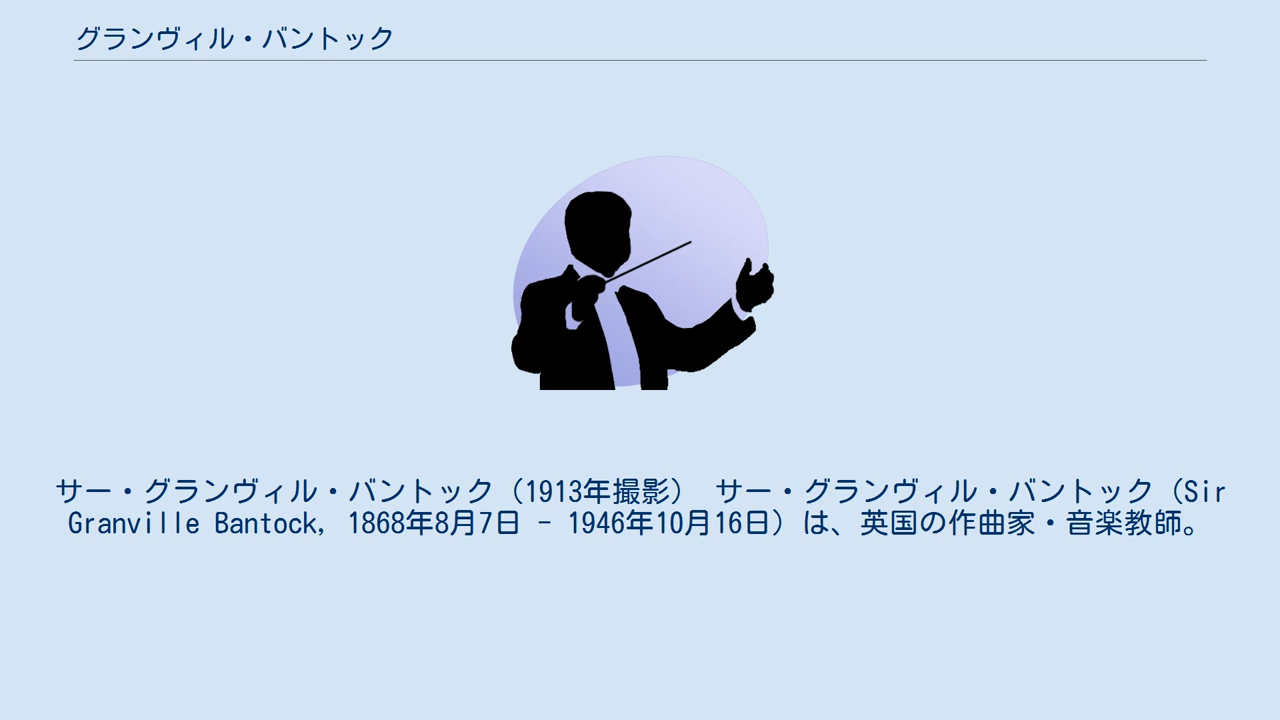 グランヴィル・バントック
サー・グランヴィル・バントック（1913年撮影） サー・グランヴィル・バントック（Sir
Granville Bantock, 1868年8月7日 - 1946年10月16日）は、英国の作曲家・音楽教師。